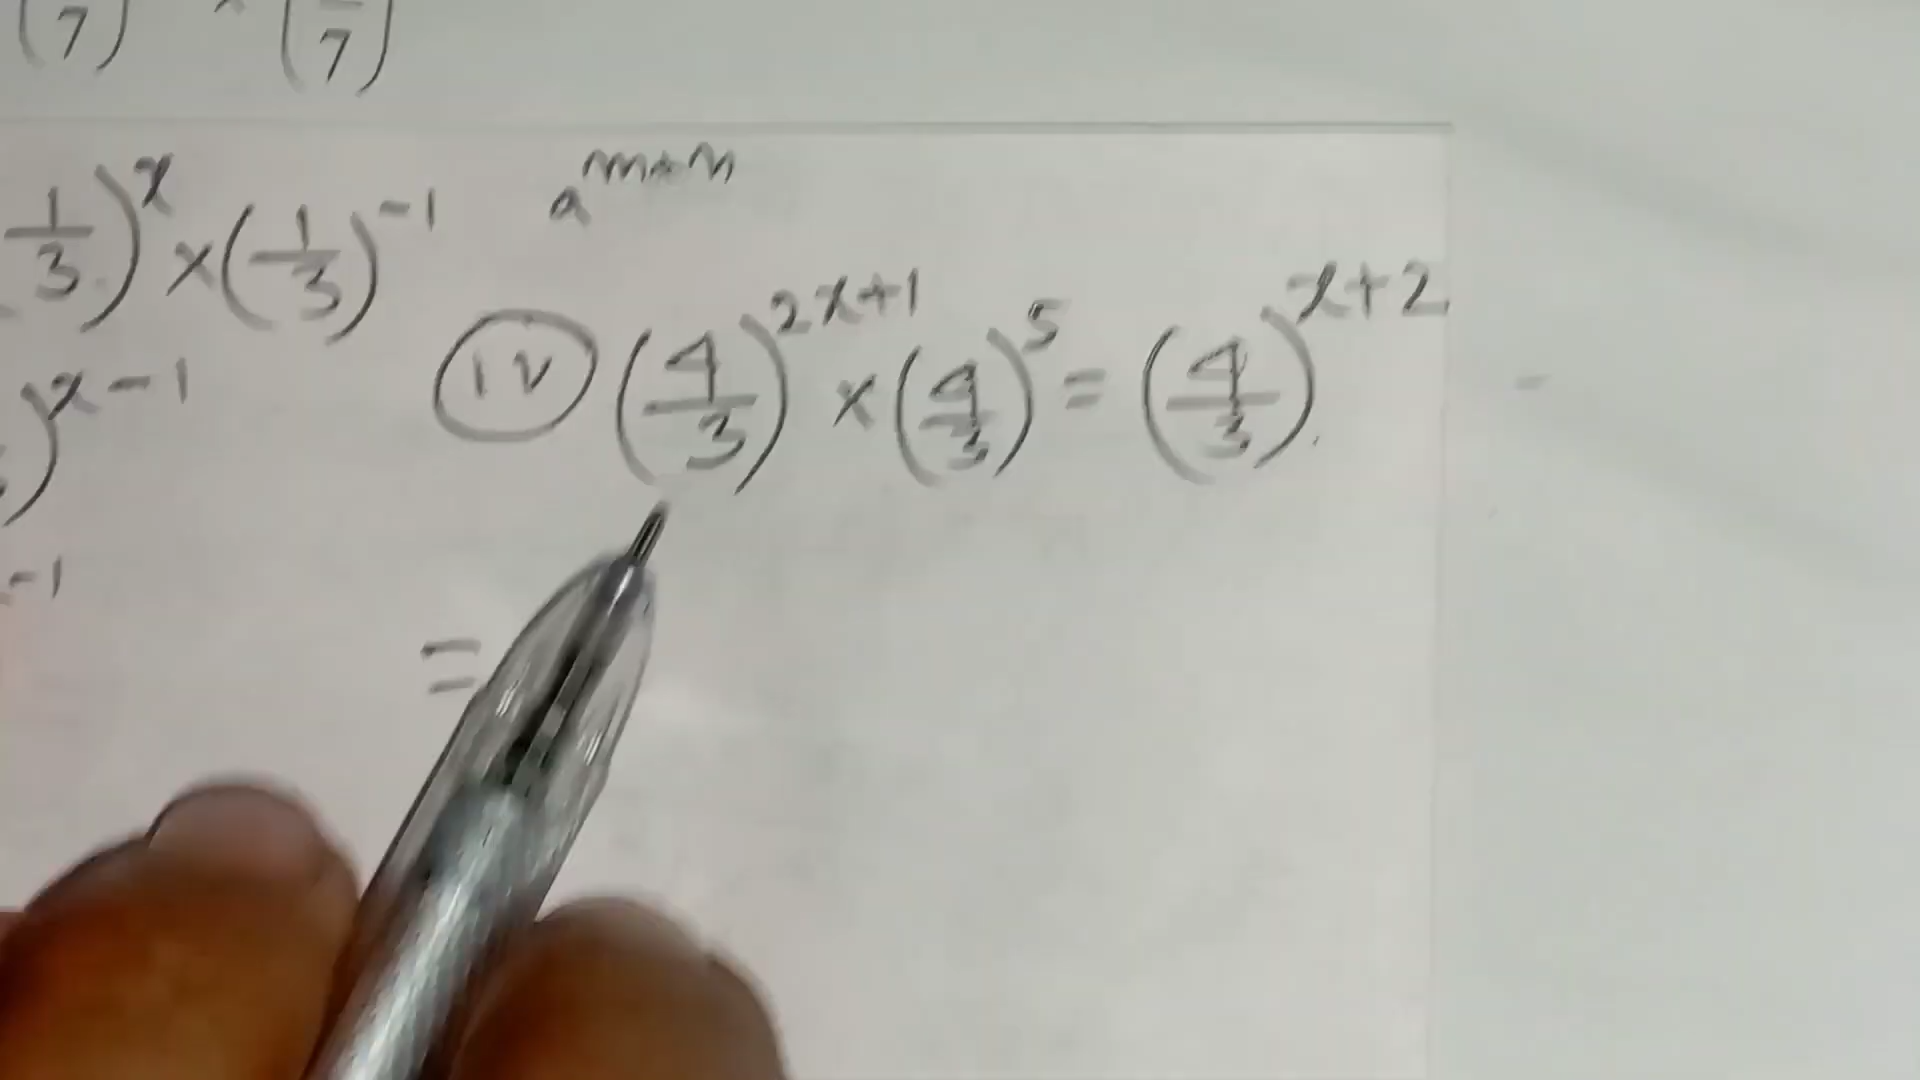 7) × (7)
(1/3)^x × (1/3)^-1
a^m+n
(iv) (4/3)^2x+1 × (4/3)^5 = (4/3)^x+2
)^x-1
-1
=